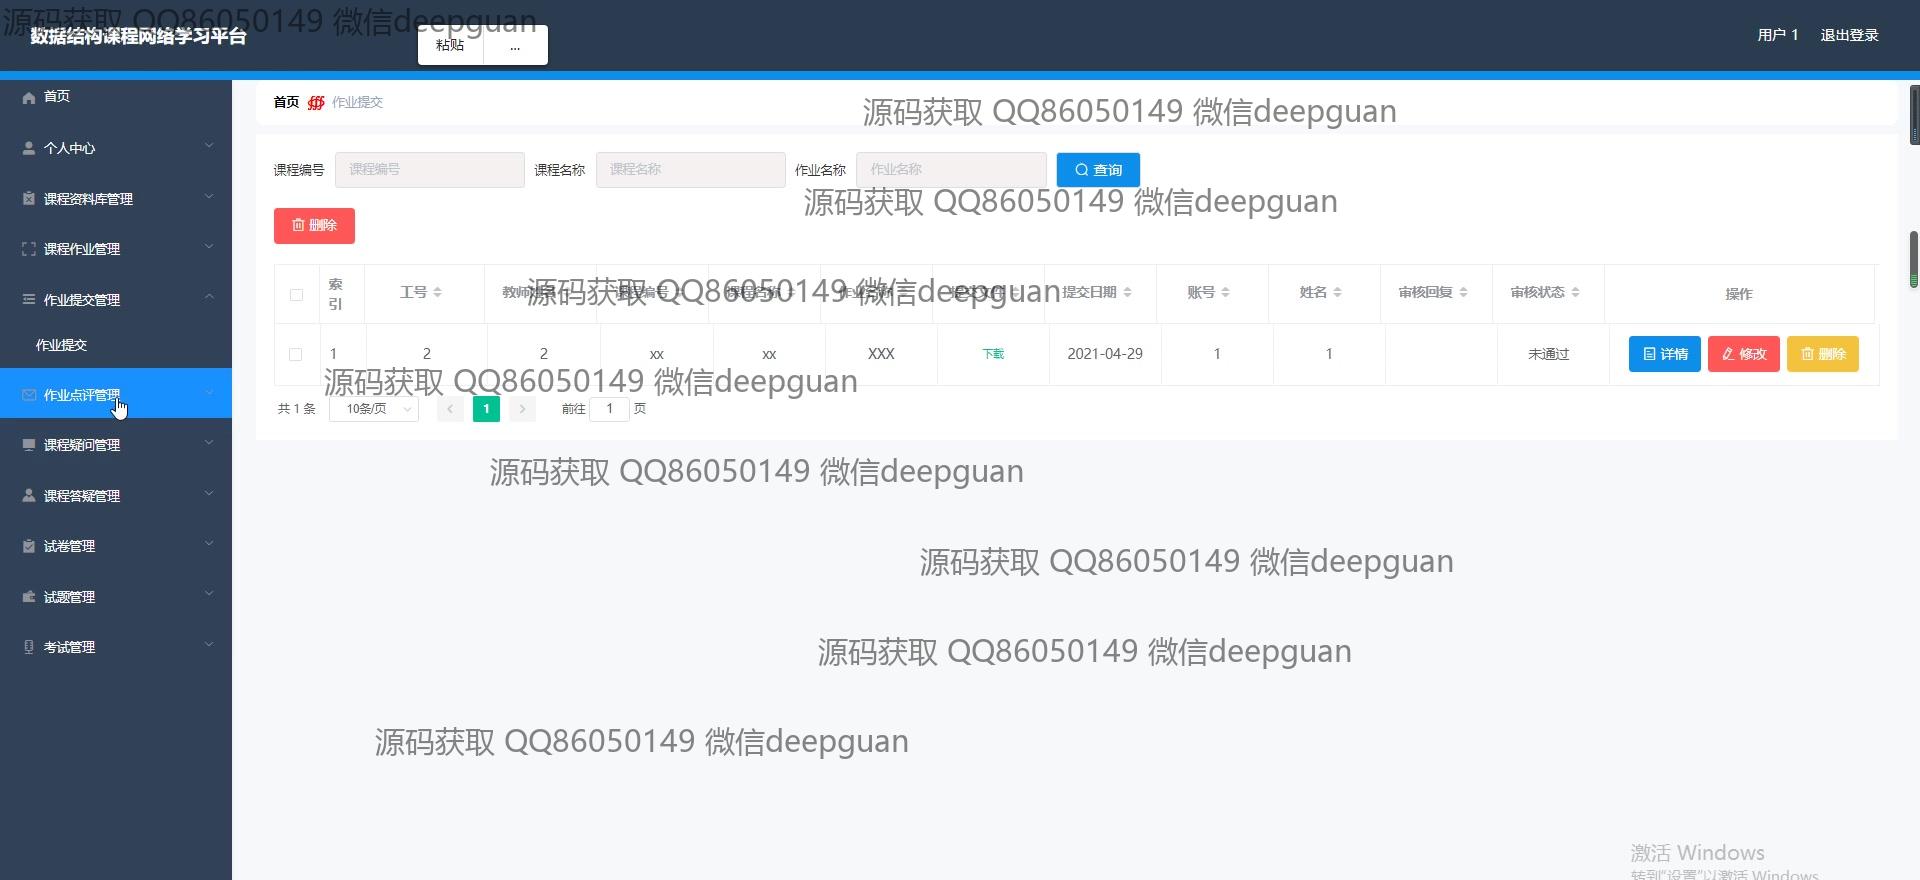 源码获取 QQ86050149 微信deepguan
数据结构课程网络学习平台
粘贴 ...
用户 1 退出登录
首页
个人中心
课程资料库管理
课程作业管理
作业提交管理
作业提交
作业点评管理
课程疑问管理
课程答疑管理
试卷管理
试题管理
考试管理
首页 作业提交
源码获取 QQ86050149 微信deepguan
课程编号 课程编号 课程名称 课程名称 作业名称 作业名称 查询
源码获取 QQ86050149 微信deepguan
删除
索引 工号 教师姓名 课程编号 课程名称 作业名称 提交文件 提交日期 账号 姓名 审核回复 审核状态 操作
源码获取 QQ86050149 微信deepguan
1 2 2 xx xx XXX 下载 2021-04-29 1 1 未通过 详情 修改 删除
源码获取 QQ86050149 微信deepguan
共 1 条 10条/页 1 前往 1 页
源码获取 QQ86050149 微信deepguan
源码获取 QQ86050149 微信deepguan
源码获取 QQ86050149 微信deepguan
源码获取 QQ86050149 微信deepguan
激活 Windows
转到"设置"以激活 Windows